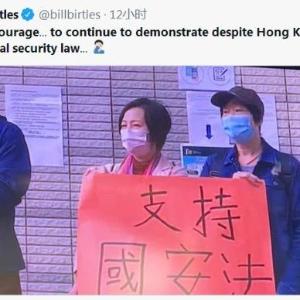 tles @billbirtles · 12小时
ourage... to continue to demonstrate despite Hong K
al security law... 🤦🏻‍♂️
支持
國安法